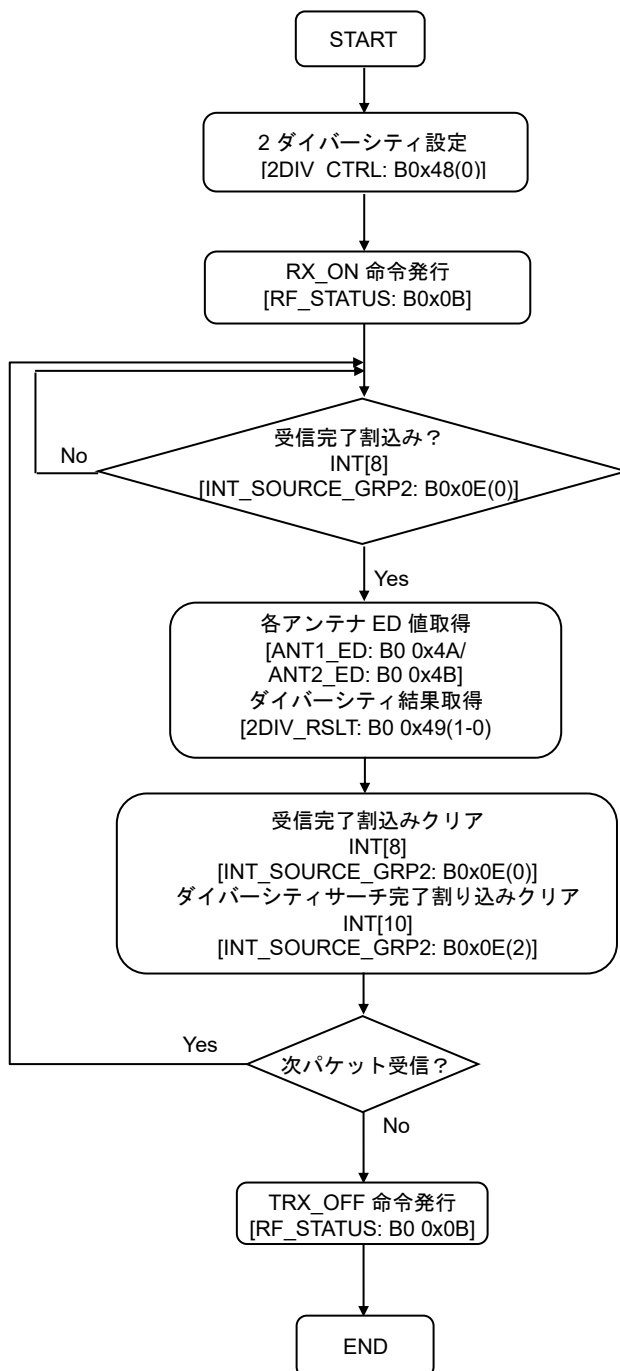 START
2 ダイバーシティ設定
[2DIV_CTRL: B0x48(0)]
RX_ON 命令発行
[RF_STATUS: B0x0B]
受信完了割込み？
INT[8]
[INT_SOURCE_GRP2: B0x0E(0)]
No
Yes
各アンテナ ED 値取得
[ANT1_ED: B0 0x4A/
ANT2_ED: B0 0x4B]
ダイバーシティ結果取得
[2DIV_RSLT: B0 0x49(1-0)
受信完了割込みクリア
INT[8]
[INT_SOURCE_GRP2: B0x0E(0)]
ダイバーシティサーチ完了割り込みクリア
INT[10]
[INT_SOURCE_GRP2: B0x0E(2)]
Yes
次パケット受信？
No
TRX_OFF 命令発行
[RF_STATUS: B0 0x0B]
END